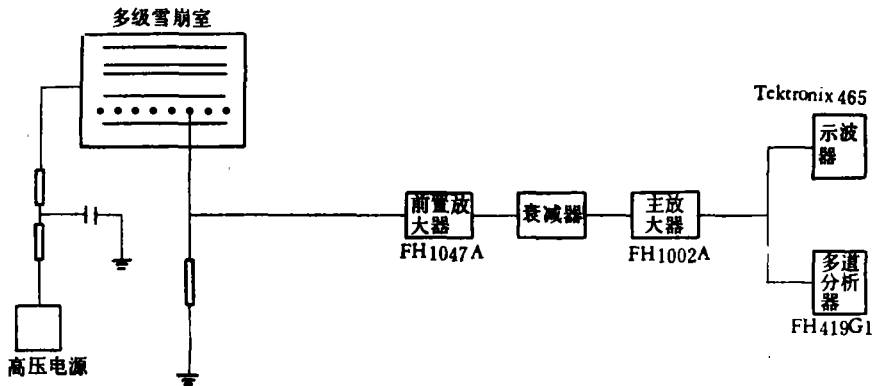 多级雪崩室
Tektronix 465
示波
器
前置放
大器
衰减器
主放
大器
FH1047A
FH1002A
多道
分析
器
FH419G1
高压电源